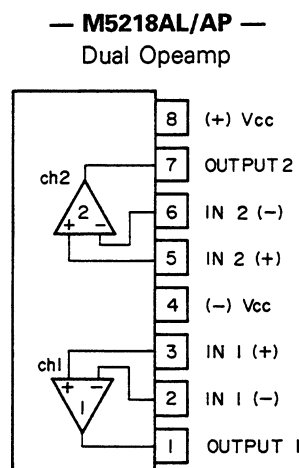 — M5218AL/AP —
Dual Opeamp
8 (+) Vcc
7 OUTPUT 2
ch2
2
+ −
6 IN 2 (−)
5 IN 2 (+)
4 (−) Vcc
3 IN 1 (+)
ch1
+ −
1
2 IN 1 (−)
1 OUTPUT 1